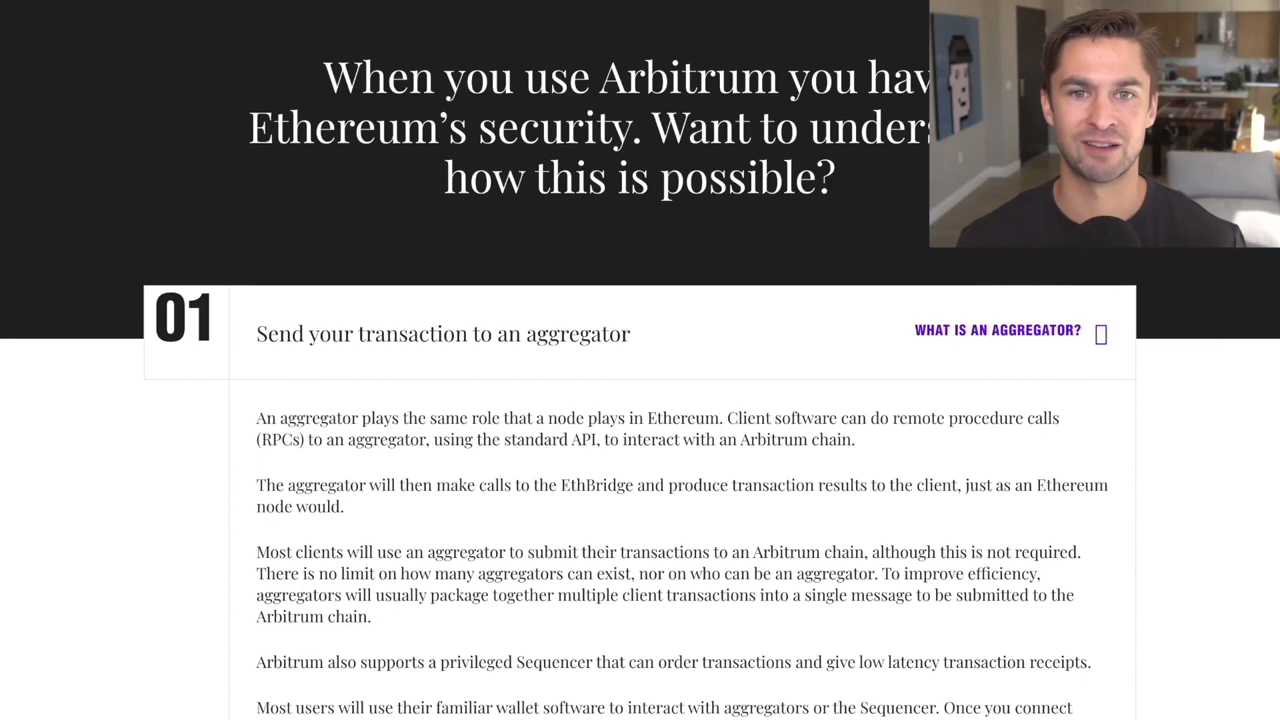 When you use Arbitrum you hav
Ethereum's security. Want to unders
how this is possible?
01
Send your transaction to an aggregator
WHAT IS AN AGGREGATOR?
An aggregator plays the same role that a node plays in Ethereum. Client software can do remote procedure calls
(RPCs) to an aggregator, using the standard API, to interact with an Arbitrum chain.
The aggregator will then make calls to the EthBridge and produce transaction results to the client, just as an Ethereum
node would.
Most clients will use an aggregator to submit their transactions to an Arbitrum chain, although this is not required.
There is no limit on how many aggregators can exist, nor on who can be an aggregator. To improve efficiency,
aggregators will usually package together multiple client transactions into a single message to be submitted to the
Arbitrum chain.
Arbitrum also supports a privileged Sequencer that can order transactions and give low latency transaction receipts.
Most users will use their familiar wallet software to interact with aggregators or the Sequencer. Once you connect